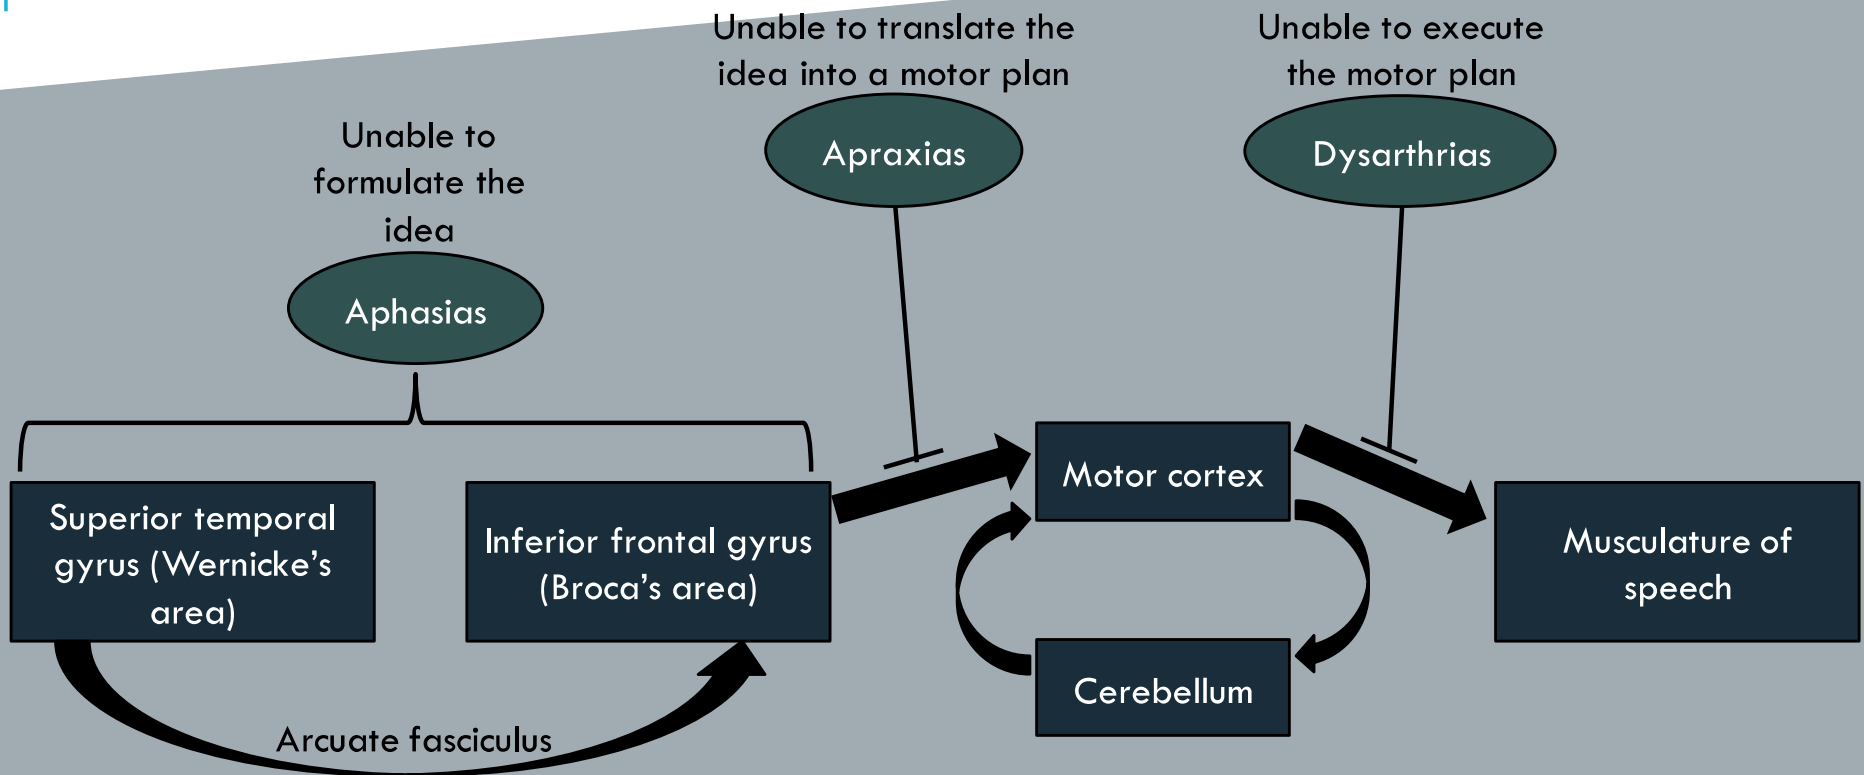 Unable to translate the
idea into a motor plan
Unable to execute
the motor plan
Unable to
formulate the
idea
Apraxias
Dysarthrias
Aphasias
Superior temporal
gyrus (Wernicke’s
area)
Inferior frontal gyrus
(Broca’s area)
Motor cortex
Musculature of
speech
Cerebellum
Arcuate fasciculus